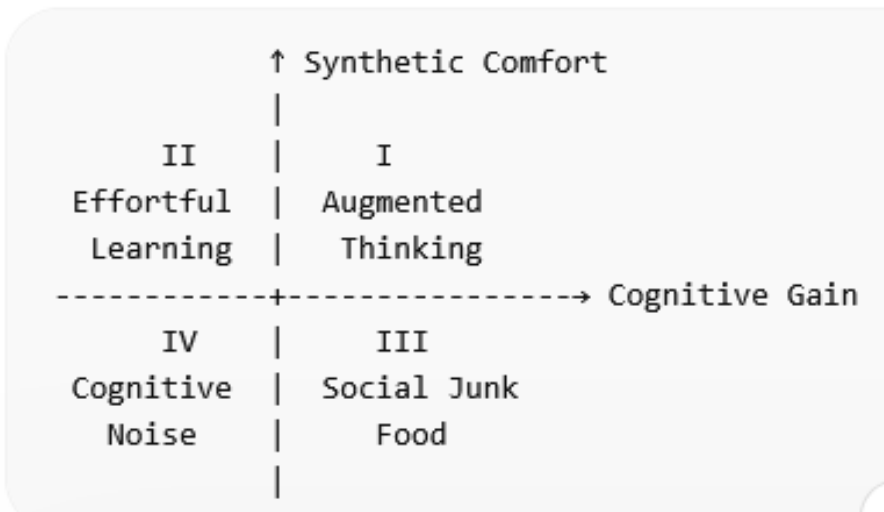 ↑ Synthetic Comfort
|
II | I
Effortful | Augmented
Learning | Thinking
------------+-----------------→ Cognitive Gain
IV | III
Cognitive | Social Junk
Noise | Food
|